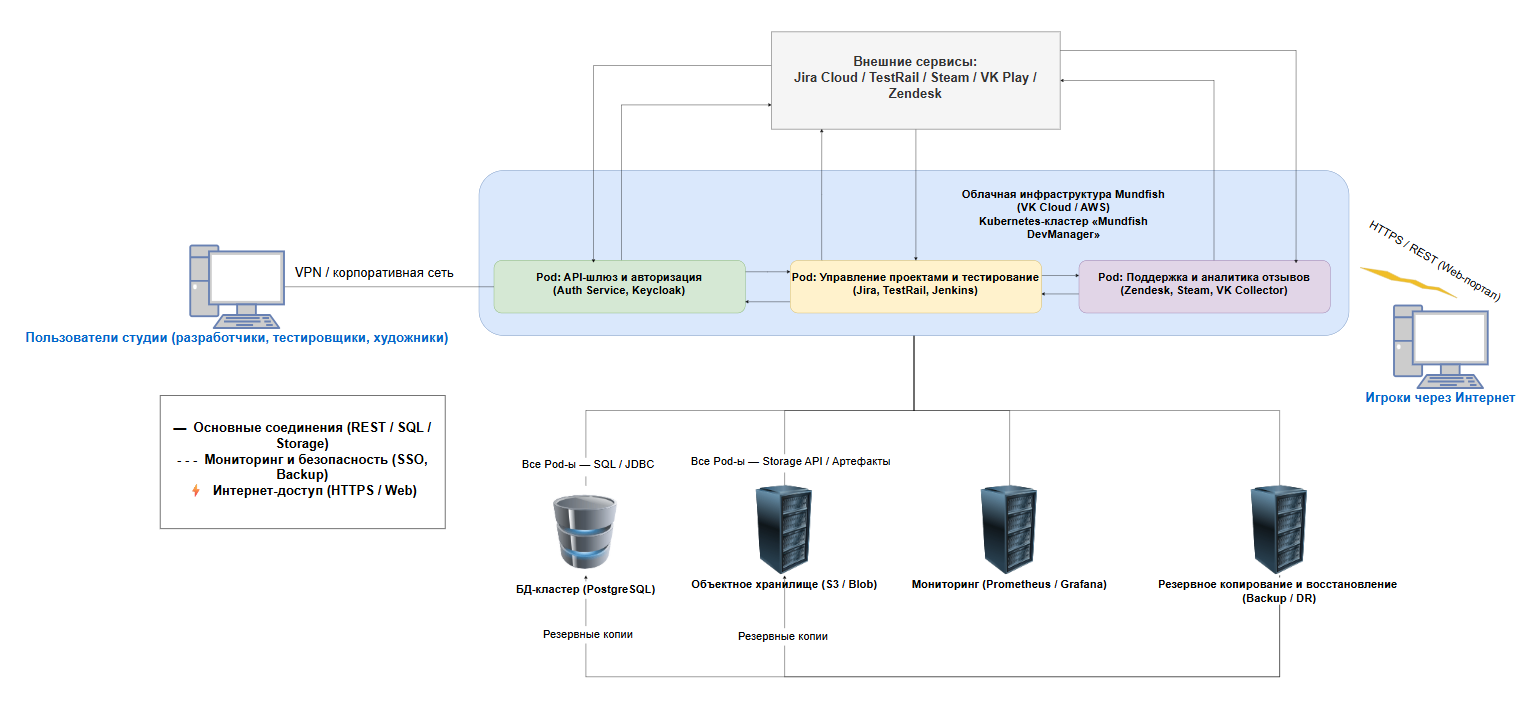 Внешние сервисы:
Jira Cloud / TestRail / Steam / VK Play /
Zendesk
Облачная инфраструктура Mundfish
(VK Cloud / AWS)
Kubernetes-кластер «Mundfish
DevManager»
HTTPS / REST (Web-портал)
VPN / корпоративная сеть
Pod: API-шлюз и авторизация
(Auth Service, Keycloak)
Pod: Управление проектами и тестирование
(Jira, TestRail, Jenkins)
Pod: Поддержка и аналитика отзывов
(Zendesk, Steam, VK Collector)
Пользователи студии (разработчики, тестировщики, художники)
Игроки через Интернет
— Основные соединения (REST / SQL /
Storage)
--- Мониторинг и безопасность (SSO,
Backup)
⚡ Интернет-доступ (HTTPS / Web)
Все Pod-ы — SQL / JDBC
Все Pod-ы — Storage API / Артефакты
БД-кластер (PostgreSQL)
Объектное хранилище (S3 / Blob)
Мониторинг (Prometheus / Grafana)
Резервное копирование и восстановление
(Backup / DR)
Резервные копии
Резервные копии